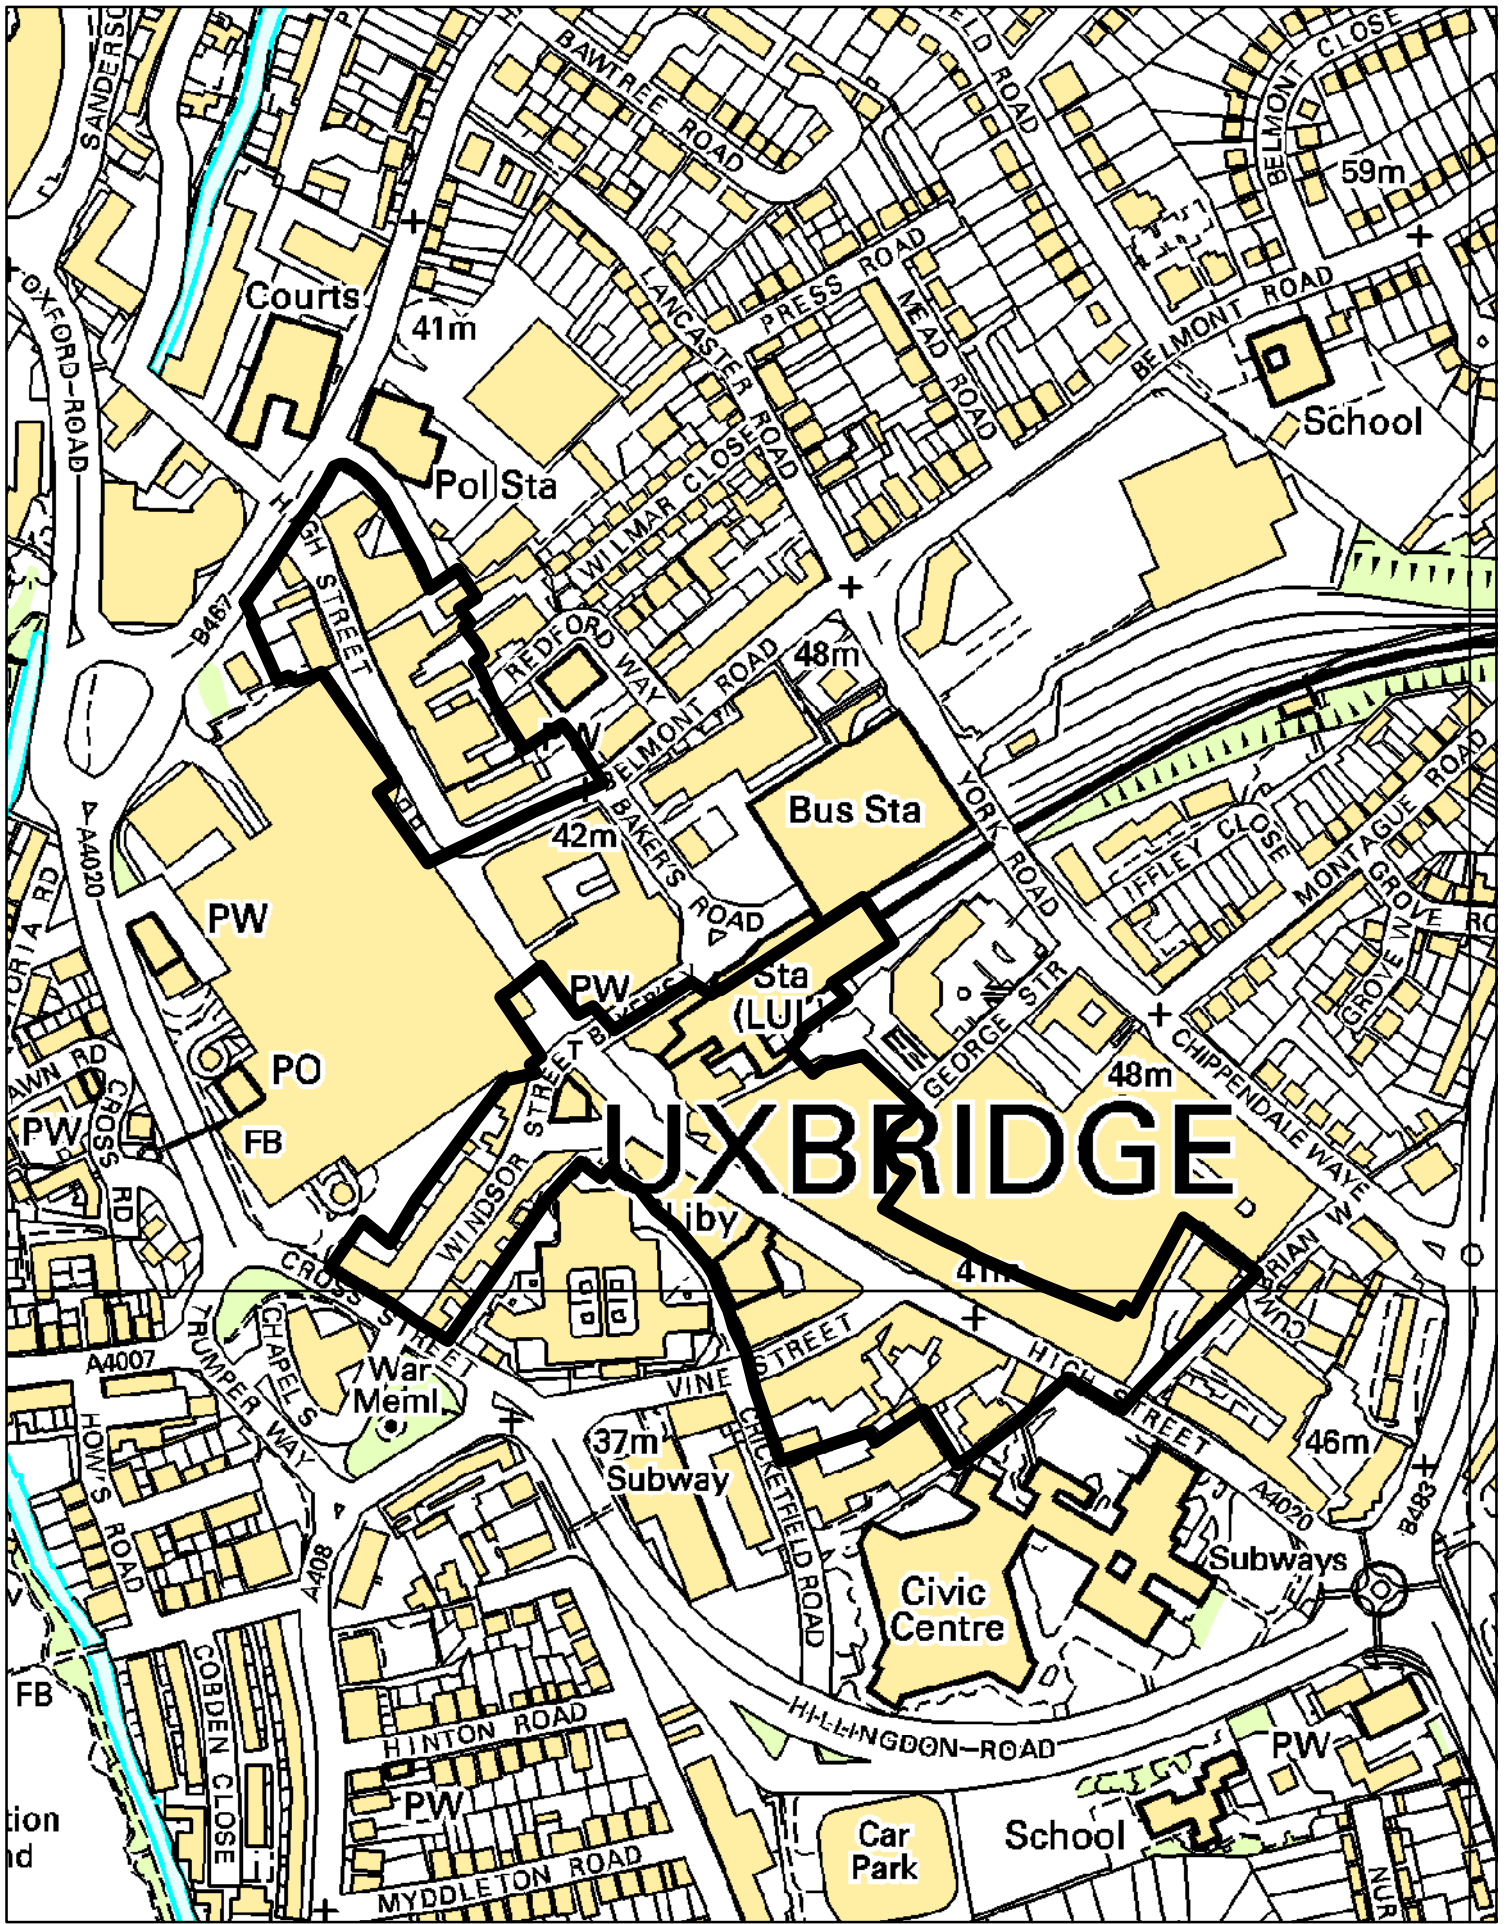 BAWTREE ROAD
ROAD
BELMONT CLOSE
59m
OXFORD-ROAD
Courts
41m
LANCASTER ROAD
PRESS ROAD
MEAD ROAD
BELMONT ROAD
School
Pol Sta
WILMAR CLOSE
HIGH STREET
B467
REDFORD WAY
48m
PW
BELMONT ROAD
YORK ROAD
Bus Sta
42m
BAKERS ROAD
A4020
IFFLEY CLOSE
MONTAGUE ROAD
GROVE
GROVE W
PW
PW
Sta
(LUL)
GEORGE STR
CHIPPENDALE WAYE
48m
PO
CROSS RD
PW
FB
WINDSOR STREET
UXBRIDGE
Liby
41m
CROSS STREET
CHAPEL S
TRUMPER WAY
A4007
War
Meml
VINE STREET
HIGH STREET
37m
Subway
CRICKETFIELD ROAD
46m
A4020
B483
Subways
HOW'S ROAD
A408
Civic
Centre
FB
COBDEN CLOSE
HINTON ROAD
HILLINGDON-ROAD
PW
PW
School
Car
Park
MYDDLETON ROAD